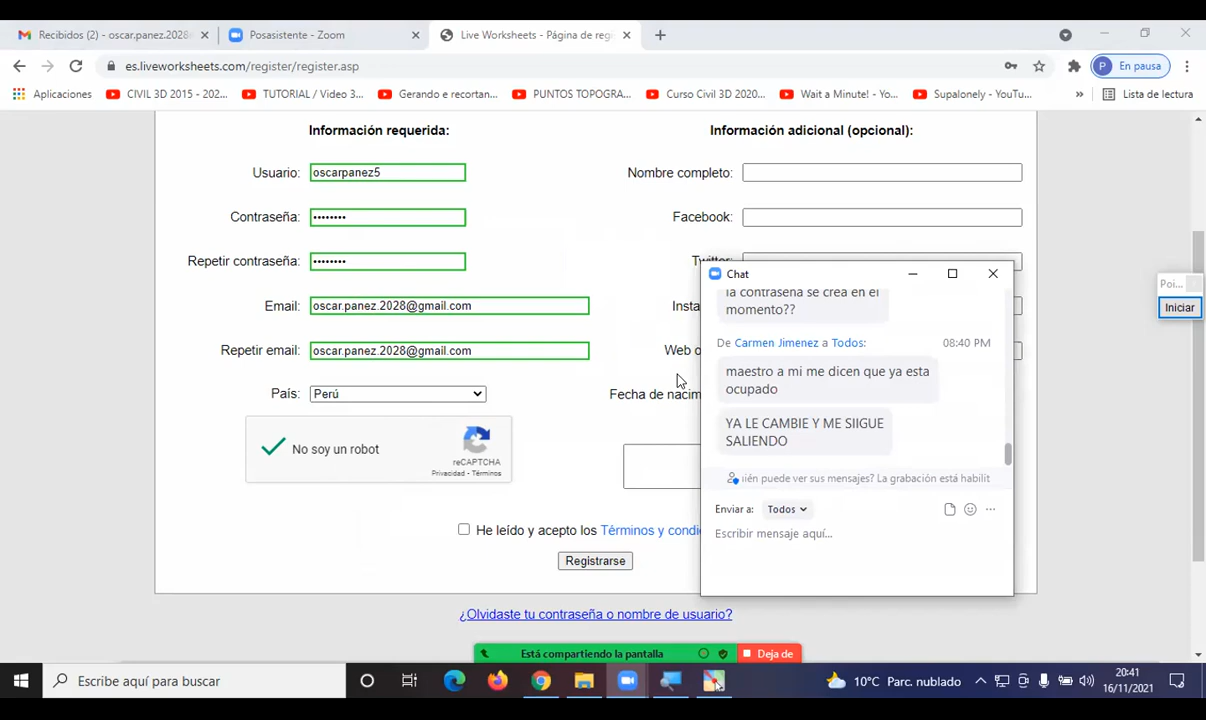 Recibidos (2) - oscar.panez.2028
Posasistente - Zoom
Live Worksheets - Página de regi
es.liveworksheets.com/register/register.asp
P En pausa
Aplicaciones
CIVIL 3D 2015 - 202...
TUTORIAL / Video 3...
Gerando e recortan...
PUNTOS TOPOGRA...
Curso Civil 3D 2020...
Wait a Minute! - Yo...
Supalonely - YouTu...
»
Lista de lectura
Información requerida:
Información adicional (opcional):
Usuario: oscarpanez5
Nombre completo:
Contraseña: ••••••••
Facebook:
Repetir contraseña: ••••••••
Twitter:
Email: oscar.panez.2028@gmail.com
Insta
Repetir email: oscar.panez.2028@gmail.com
Web o
País: Perú
Fecha de nacim
No soy un robot
reCAPTCHA
Privacidad - Términos
He leído y acepto los Términos y condi
Registrarse
¿Olvidaste tu contraseña o nombre de usuario?
Chat
la contraseña se crea en el
momento??
De Carmen Jimenez a Todos: 08:40 PM
maestro a mi me dicen que ya esta
ocupado
YA LE CAMBIE Y ME SIIGUE
SALIENDO
iién puede ver sus mensajes? La grabación está habilit
Enviar a: Todos
Escribir mensaje aquí...
Poi...
Iniciar
Está compartiendo la pantalla
Deja de
Escribe aquí para buscar
10°C Parc. nublado
20:41
16/11/2021